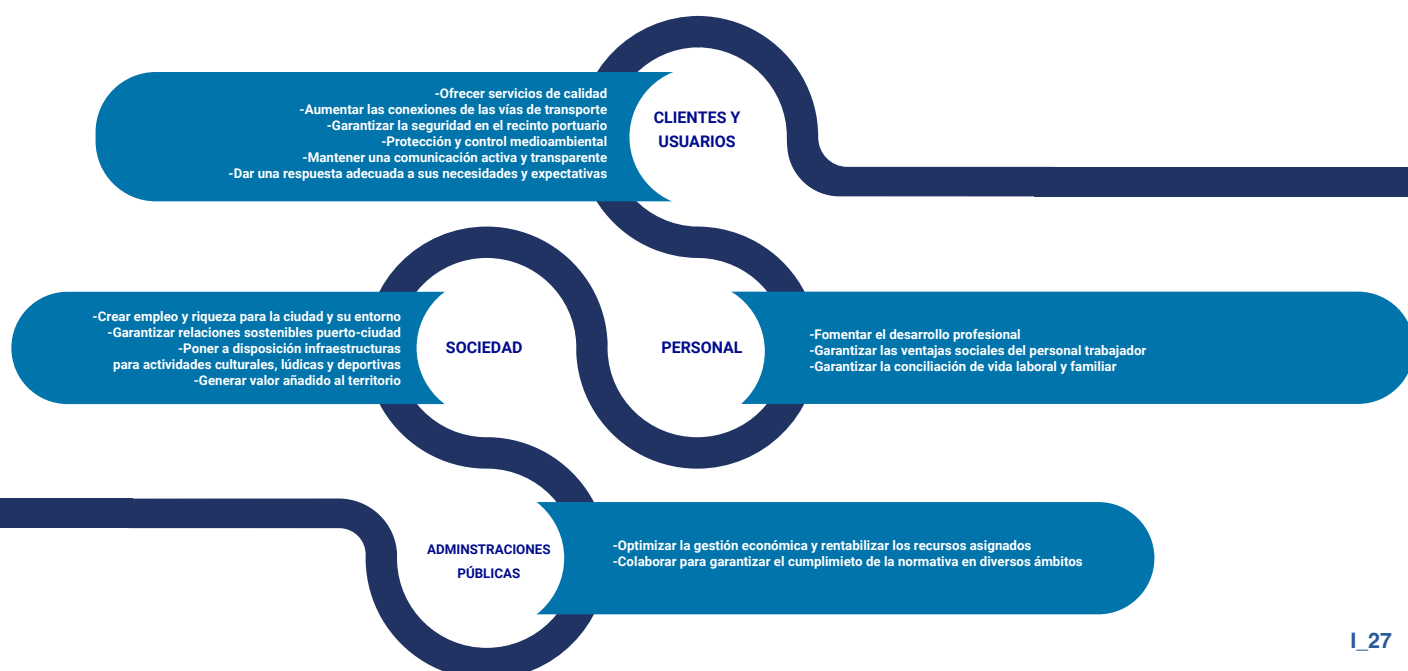 -Ofrecer servicios de calidad
-Aumentar las conexiones de las vías de transporte
-Garantizar la seguridad en el recinto portuario
-Protección y control medioambiental
-Mantener una comunicación activa y transparente
-Dar una respuesta adecuada a sus necesidades y expectativas
CLIENTES Y
USUARIOS
-Crear empleo y riqueza para la ciudad y su entorno
-Garantizar relaciones sostenibles puerto-ciudad
-Poner a disposición infraestructuras
para actividades culturales, lúdicas y deportivas
-Generar valor añadido al territorio
SOCIEDAD
PERSONAL
-Fomentar el desarrollo profesional
-Garantizar las ventajas sociales del personal trabajador
-Garantizar la conciliación de vida laboral y familiar
ADMINSTRACIONES
PÚBLICAS
-Optimizar la gestión económica y rentabilizar los recursos asignados
-Colaborar para garantizar el cumplimieto de la normativa en diversos ámbitos
I_27